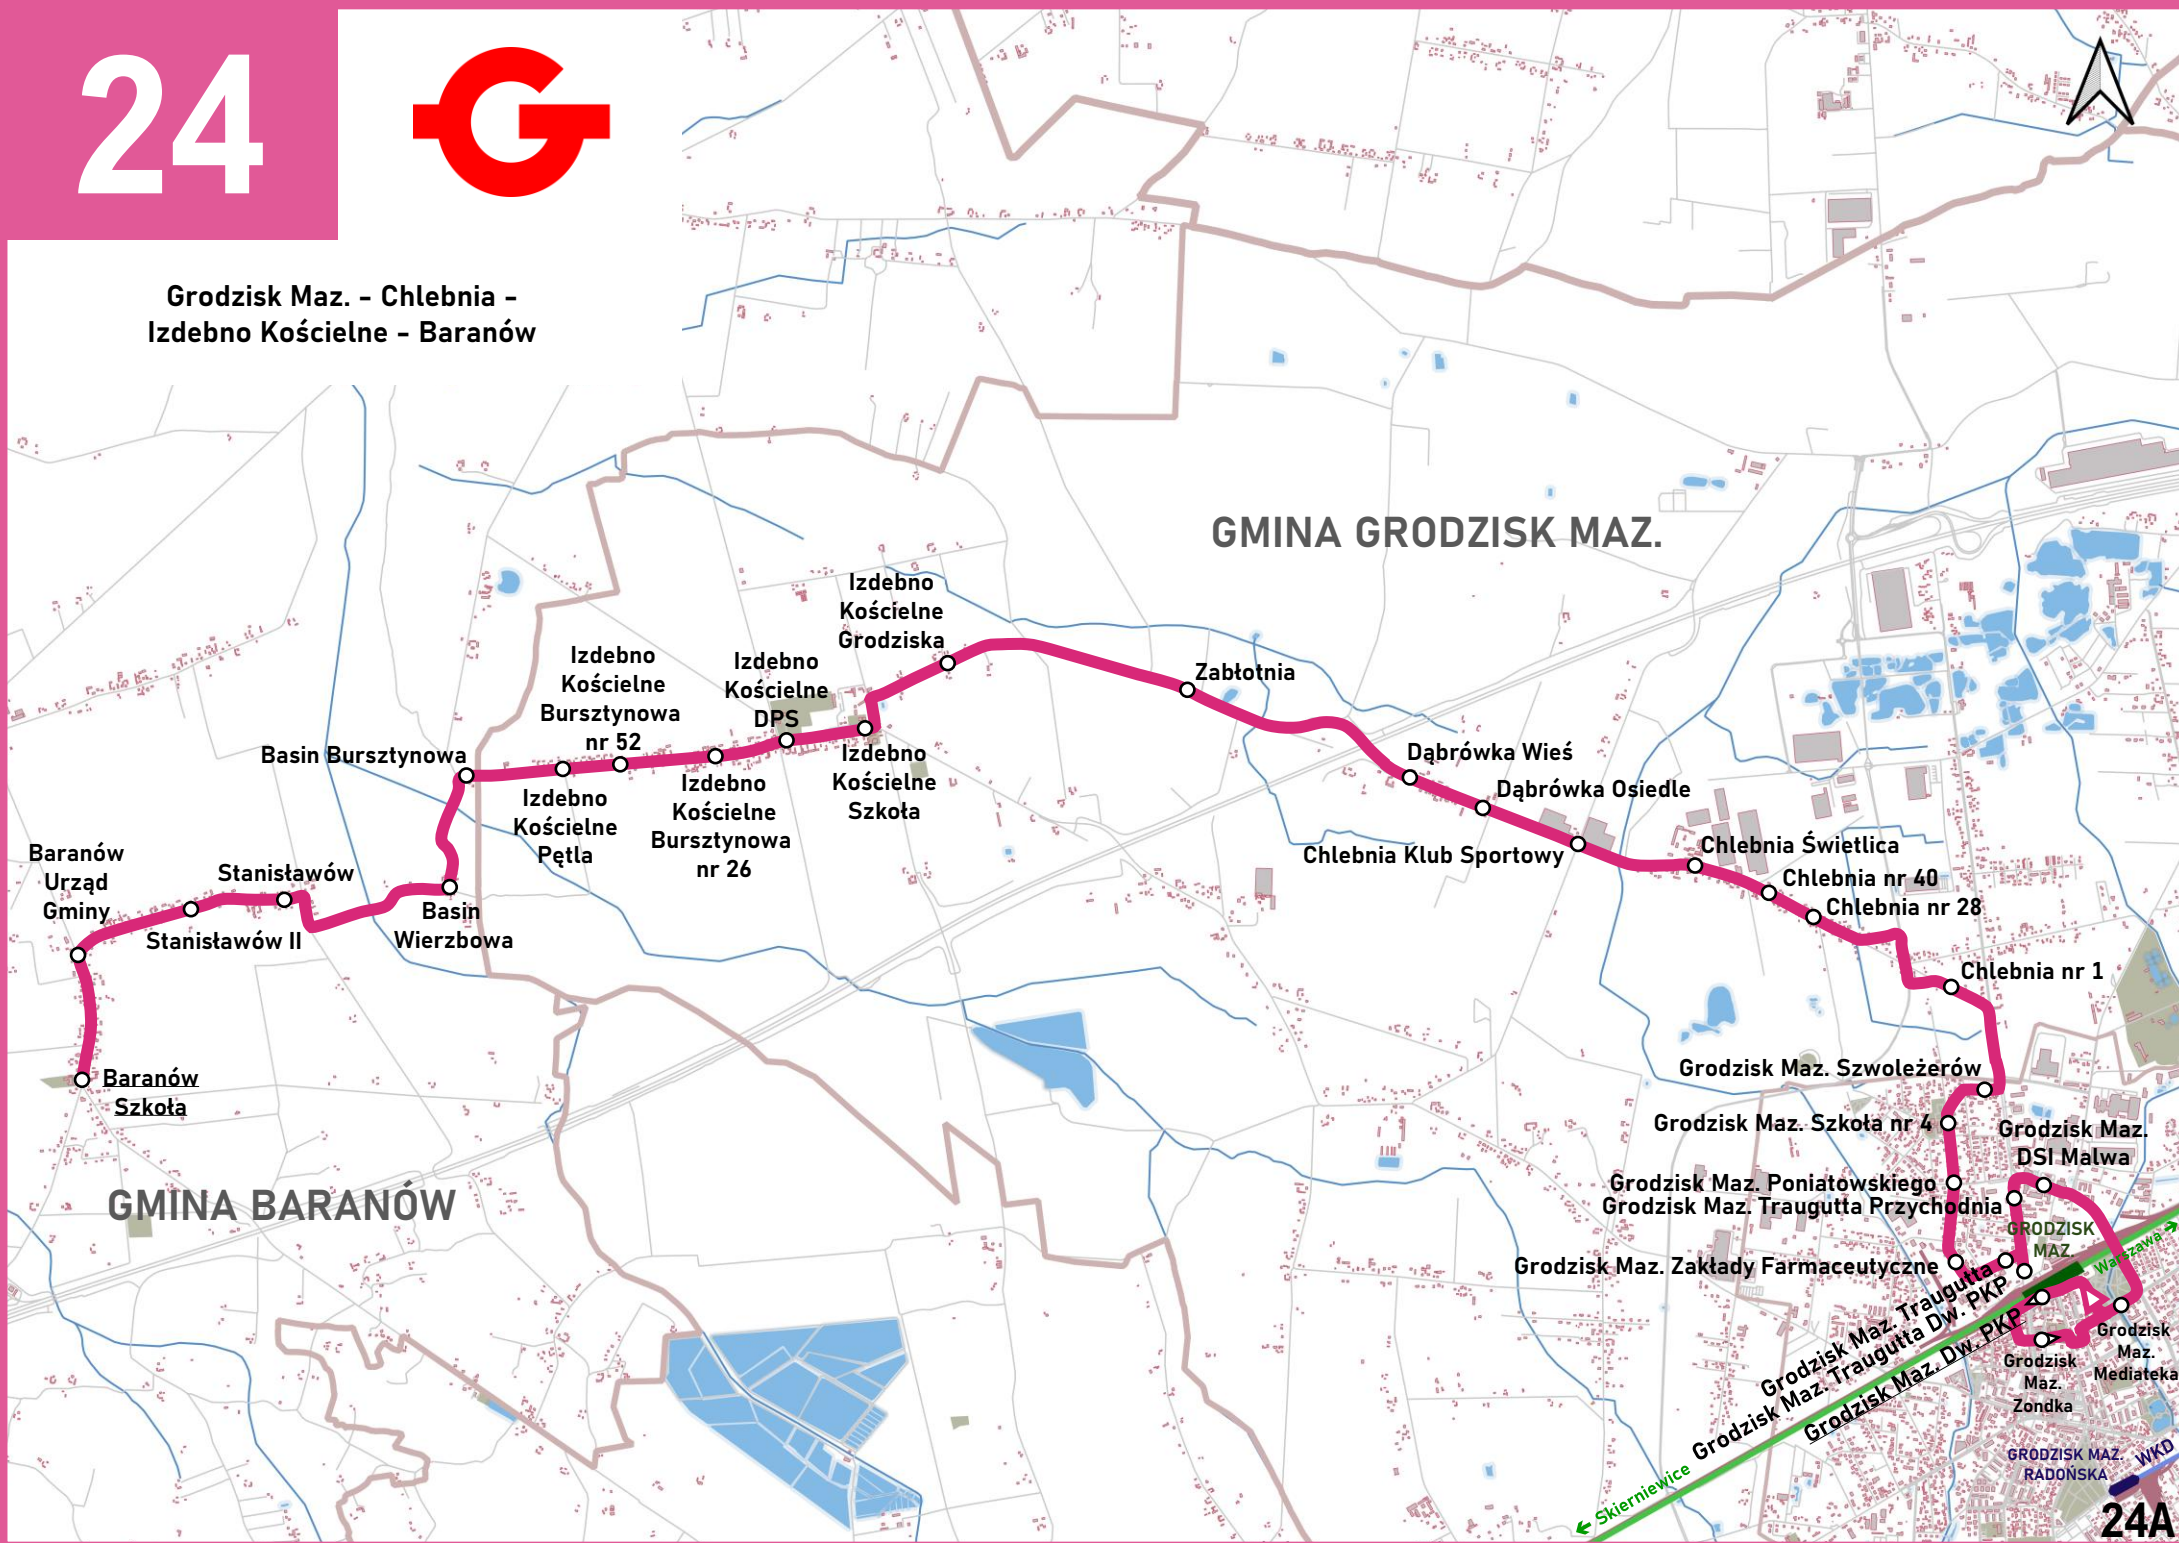 24
G
Grodzisk Maz. - Chlebnia -
Izdebno Kościelne - Baranów
GMINA GRODZISK MAZ.
Izdebno
Kościelne
Grodziska
Izdebno
Kościelne
Bursztynowa
nr 52
Izdebno
Kościelne
DPS
Zabłotnia
Basin Bursztynowa
Izdebno
Kościelne
Pętla
Izdebno
Kościelne
Bursztynowa
nr 26
Izdebno
Kościelne
Szkoła
Dąbrówka Wieś
Dąbrówka Osiedle
Chlebnia Klub Sportowy
Chlebnia Świetlica
Chlebnia nr 40
Chlebnia nr 28
Chlebnia nr 1
Baranów
Urząd
Gminy
Stanisławów
Stanisławów II
Basin
Wierzbowa
Baranów
Szkoła
GMINA BARANÓW
Grodzisk Maz. Szwoleżerów
Grodzisk Maz. Szkoła nr 4
Grodzisk Maz.
DSI Malwa
Grodzisk Maz. Poniatowskiego
Grodzisk Maz. Traugutta Przychodnia
GRODZISK
MAZ.
Warszawa →
Grodzisk Maz. Zakłady Farmaceutyczne
Grodzisk Maz. Traugutta
Grodzisk Maz. Traugutta Dw. PKP
Grodzisk Maz. Dw. PKP
Grodzisk
Maz.
Mediateka
Grodzisk
Maz.
Żondka
← Skierniewice
GRODZISK MAZ.
RADOŃSKA
WKD
24A